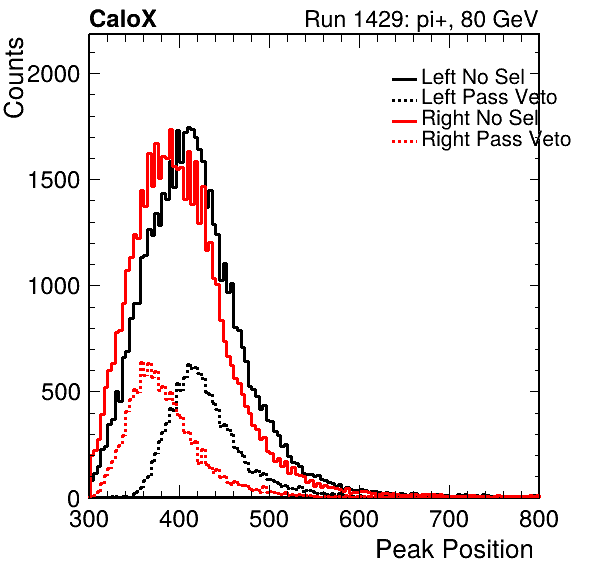 CaloX Run 1429: pi+, 80 GeV
Counts
2000
1500
1000
500
0
Left No Sel
Left Pass Veto
Right No Sel
Right Pass Veto
300 400 500 600 700 800
Peak Position